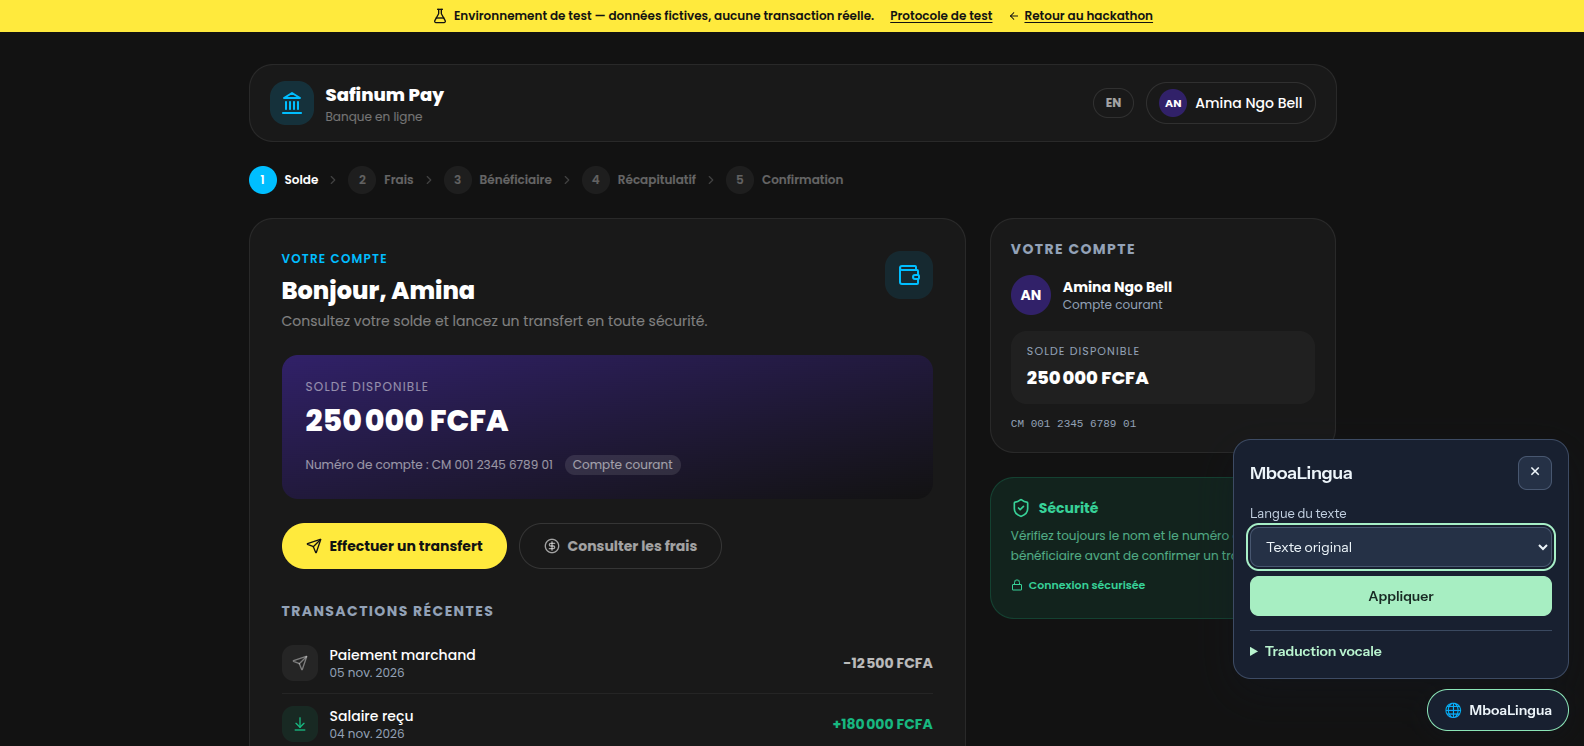 Environnement de test — données fictives, aucune transaction réelle. Protocole de test ← Retour au hackathon
Safinum Pay
Banque en ligne
EN
AN Amina Ngo Bell
1 Solde > 2 Frais > 3 Bénéficiaire > 4 Récapitulatif > 5 Confirmation
VOTRE COMPTE
Bonjour, Amina
Consultez votre solde et lancez un transfert en toute sécurité.
SOLDE DISPONIBLE
250 000 FCFA
Numéro de compte : CM 001 2345 6789 01 Compte courant
Effectuer un transfert
Consulter les frais
TRANSACTIONS RÉCENTES
Paiement marchand
05 nov. 2026
-12 500 FCFA
Salaire reçu
04 nov. 2026
+180 000 FCFA
VOTRE COMPTE
AN
Amina Ngo Bell
Compte courant
SOLDE DISPONIBLE
250 000 FCFA
CM 001 2345 6789 01
Sécurité
Vérifiez toujours le nom et le numéro
bénéficiaire avant de confirmer un
Connexion sécurisée
MboaLingua
✕
Langue du texte
Texte original
Appliquer
▶ Traduction vocale
MboaLingua